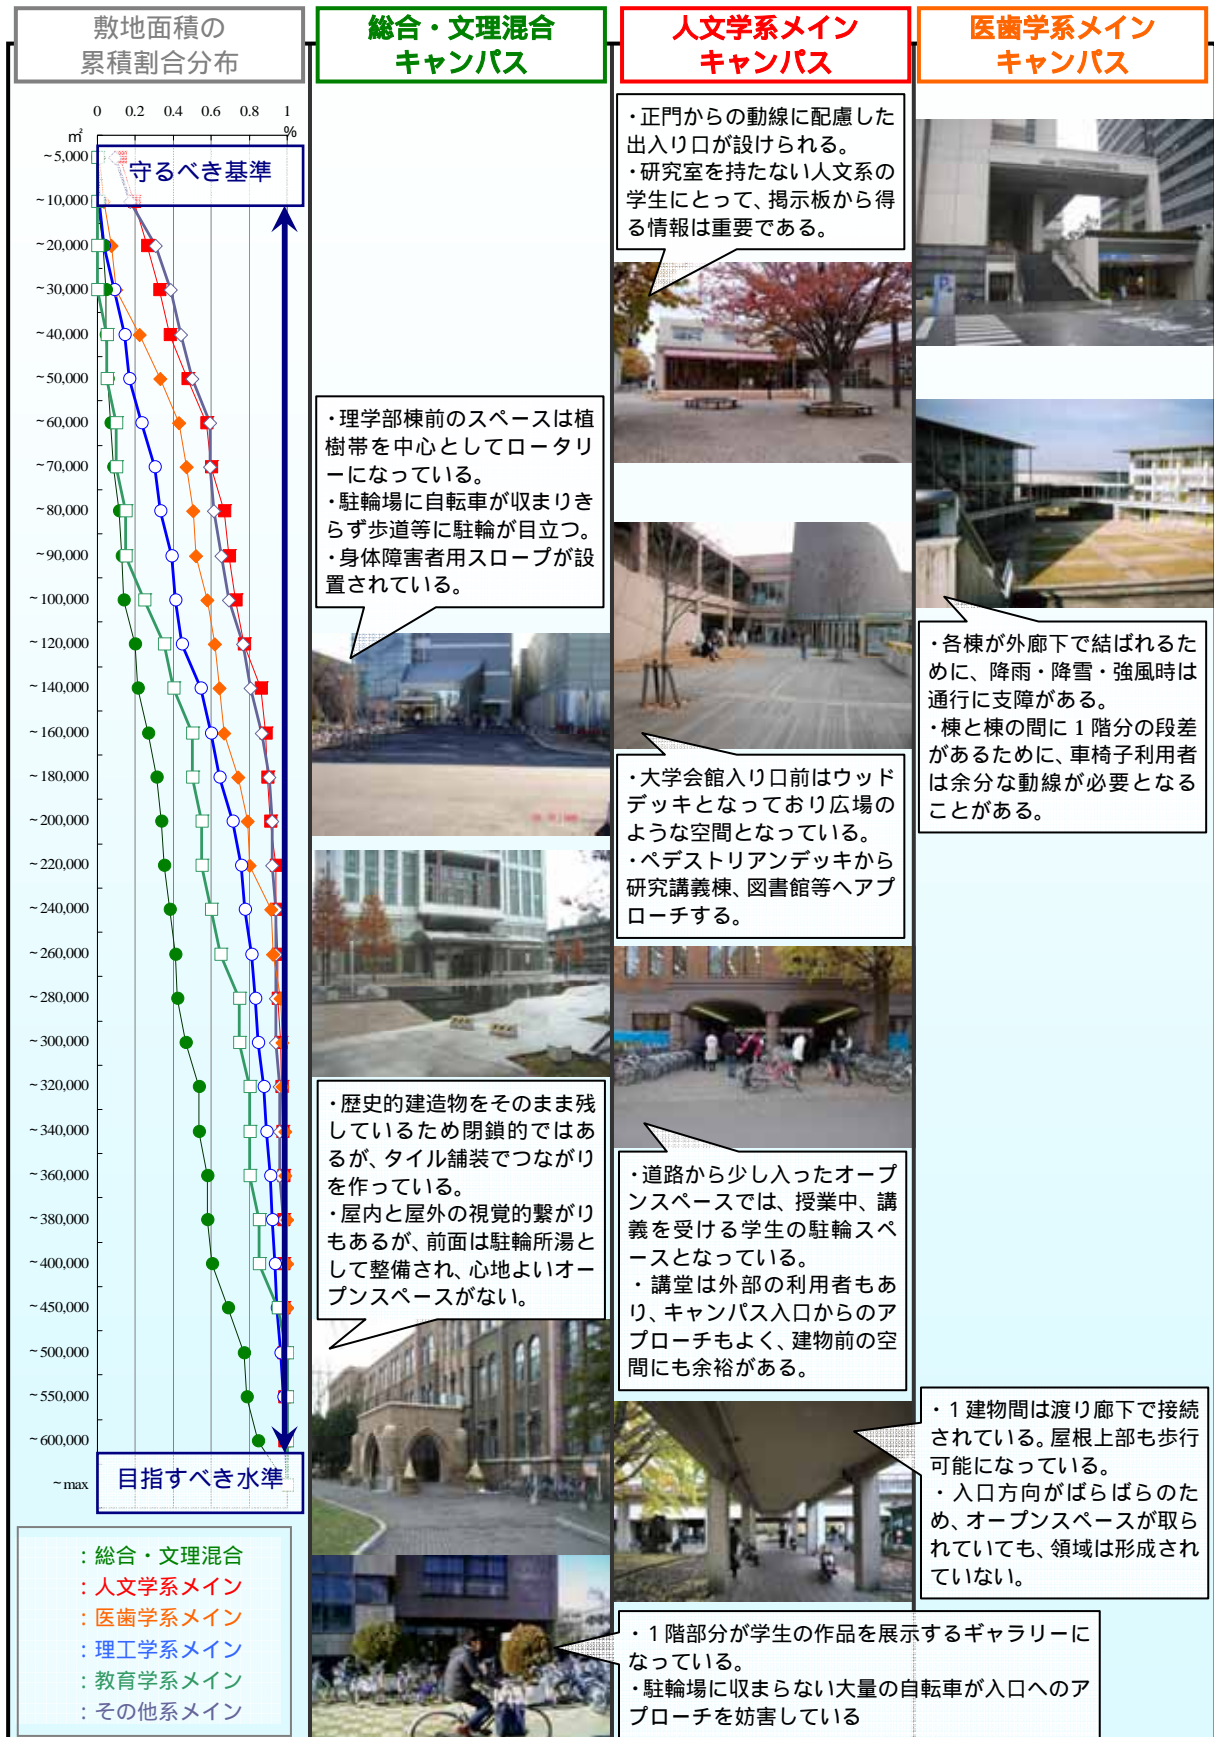 敷地面積の
累積割合分布
総合・文理混合
キャンパス
人文学系メイン
キャンパス
医歯学系メイン
キャンパス
0 0.2 0.4 0.6 0.8 1
㎡
%
~5,000
~10,000
~20,000
~30,000
~40,000
~50,000
~60,000
~70,000
~80,000
~90,000
~100,000
~120,000
~140,000
~160,000
~180,000
~200,000
~220,000
~240,000
~260,000
~280,000
~300,000
~320,000
~340,000
~360,000
~380,000
~400,000
~450,000
~500,000
~550,000
~600,000
~max
守るべき基準
目指すべき水準
：総合・文理混合
：人文学系メイン
：医歯学系メイン
：理工学系メイン
：教育学系メイン
：その他系メイン
・理学部棟前のスペースは植
樹帯を中心としてロータリ
ーになっている。
・駐輪場に自転車が収まりき
らず歩道等に駐輪が目立つ。
・身体障害者用スロープが設
置されている。
・歴史的建造物をそのまま残
しているため閉鎖的ではあ
るが、タイル舗装でつながり
を作っている。
・屋内と屋外の視覚的繋がり
もあるが、前面は駐輪所湯と
して整備され、心地よいオー
プンスペースがない。
・正門からの動線に配慮した
出入り口が設けられる。
・研究室を持たない人文系の
学生にとって、掲示板から得
る情報は重要である。
・大学会館入り口前はウッド
デッキとなっており広場の
ような空間となっている。
・ペデストリアンデッキから
研究講義棟、図書館等へアプ
ローチする。
・道路から少し入ったオープ
ンスペースでは、授業中、講
義を受ける学生の駐輪スペ
ースとなっている。
・講堂は外部の利用者もあ
り、キャンパス入口からのア
プローチもよく、建物前の空
間にも余裕がある。
・1階部分が学生の作品を展示するギャラリーに
なっている。
・駐輪場に収まらない大量の自転車が入口へのア
プローチを妨害している
・各棟が外廊下で結ばれるた
めに、降雨・降雪・強風時は
通行に支障がある。
・棟と棟の間に1階分の段差
があるために、車椅子利用者
は余分な動線が必要となる
ことがある。
・1建物間は渡り廊下で接続
されている。屋根上部も歩行
可能になっている。
・入口方向がばらばらのた
め、オープンスペースが取ら
れていても、領域は形成され
ていない。